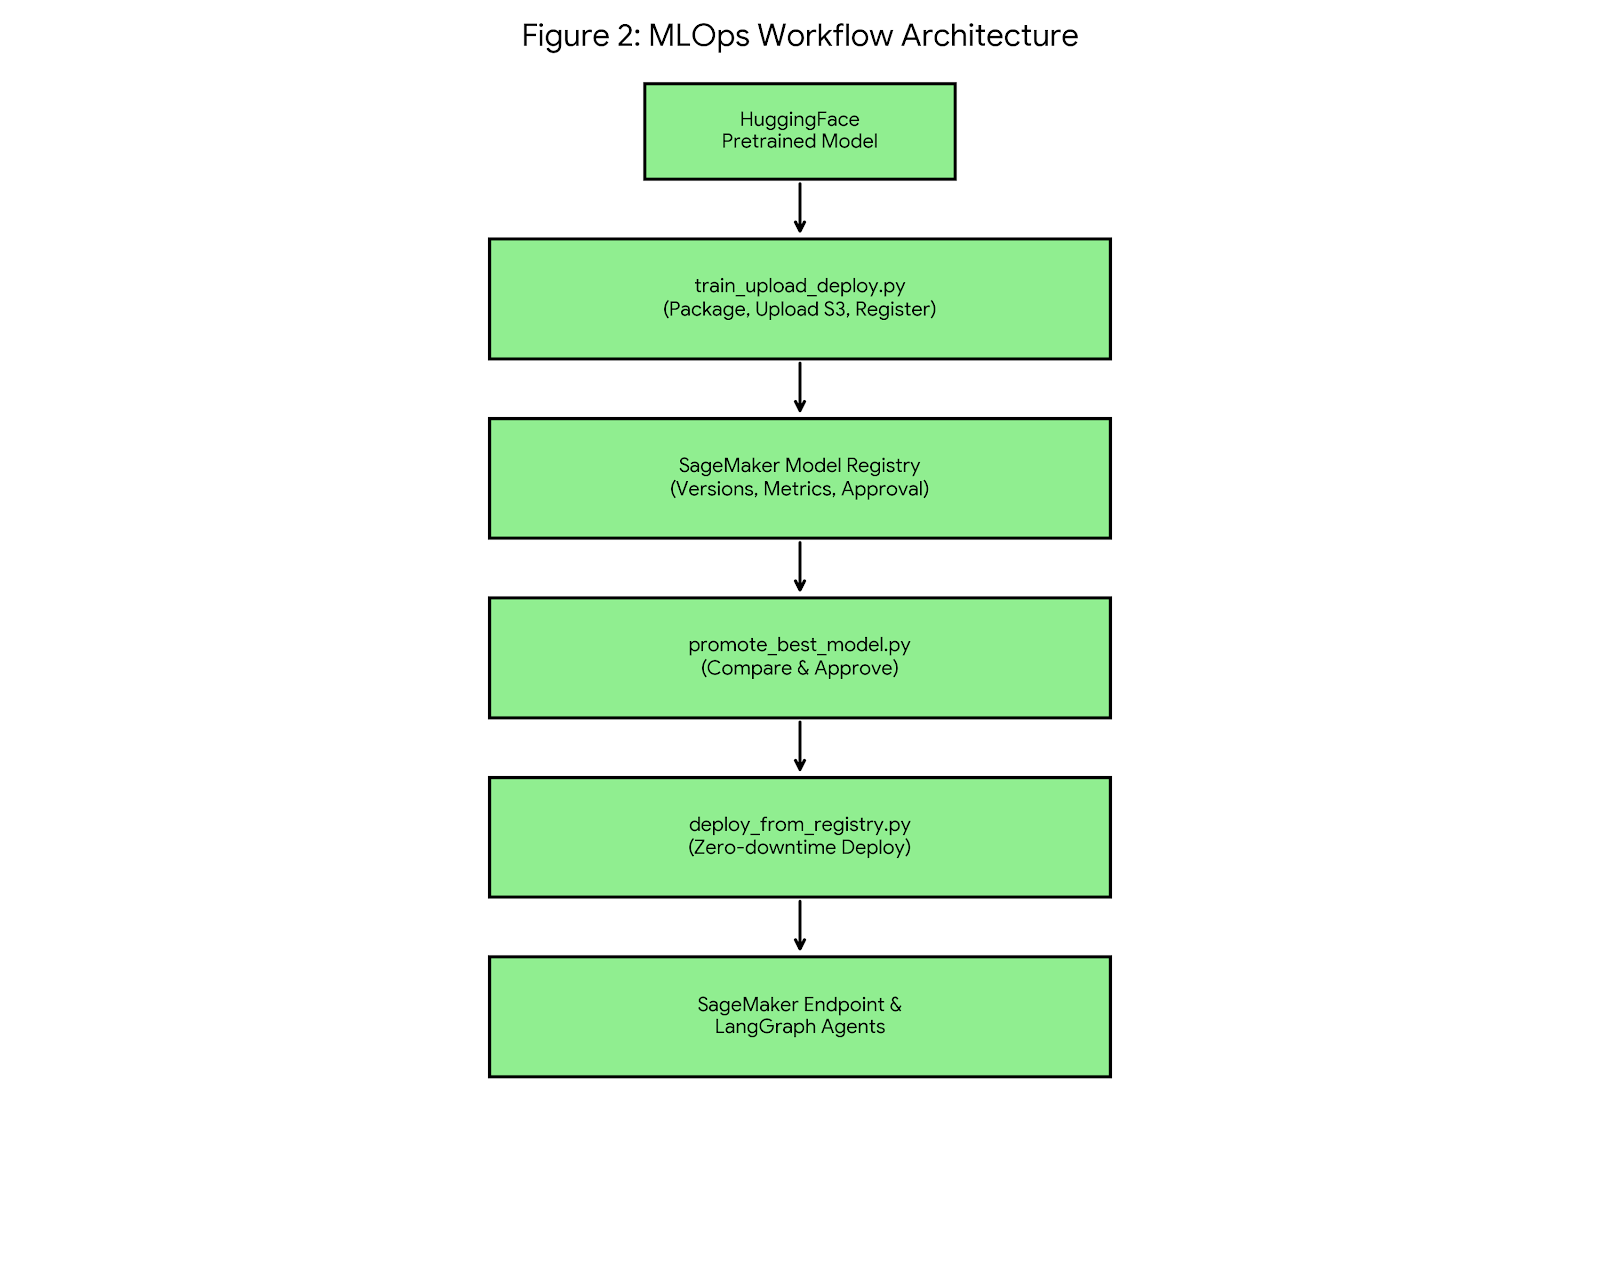 Figure 2: MLOps Workflow Architecture
HuggingFace
Pretrained Model
train_upload_deploy.py
(Package, Upload S3, Register)
SageMaker Model Registry
(Versions, Metrics, Approval)
promote_best_model.py
(Compare & Approve)
deploy_from_registry.py
(Zero-downtime Deploy)
SageMaker Endpoint &
LangGraph Agents